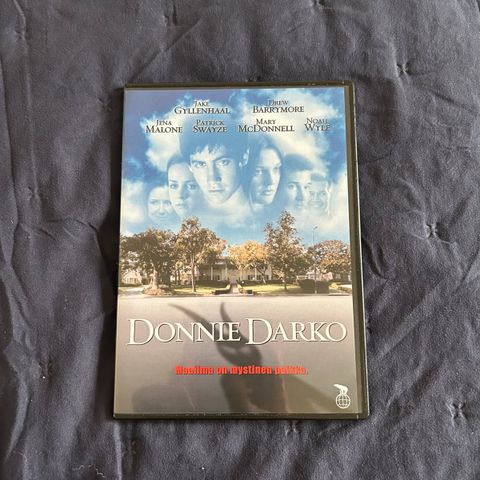 JAKE GYLLENHAAL
DREW BARRYMORE
JENA MALONE
PATRICK SWAYZE
MARY McDONNELL
NOAH WYLE
DONNIE DARKO
Maailma on mystinen paikka.